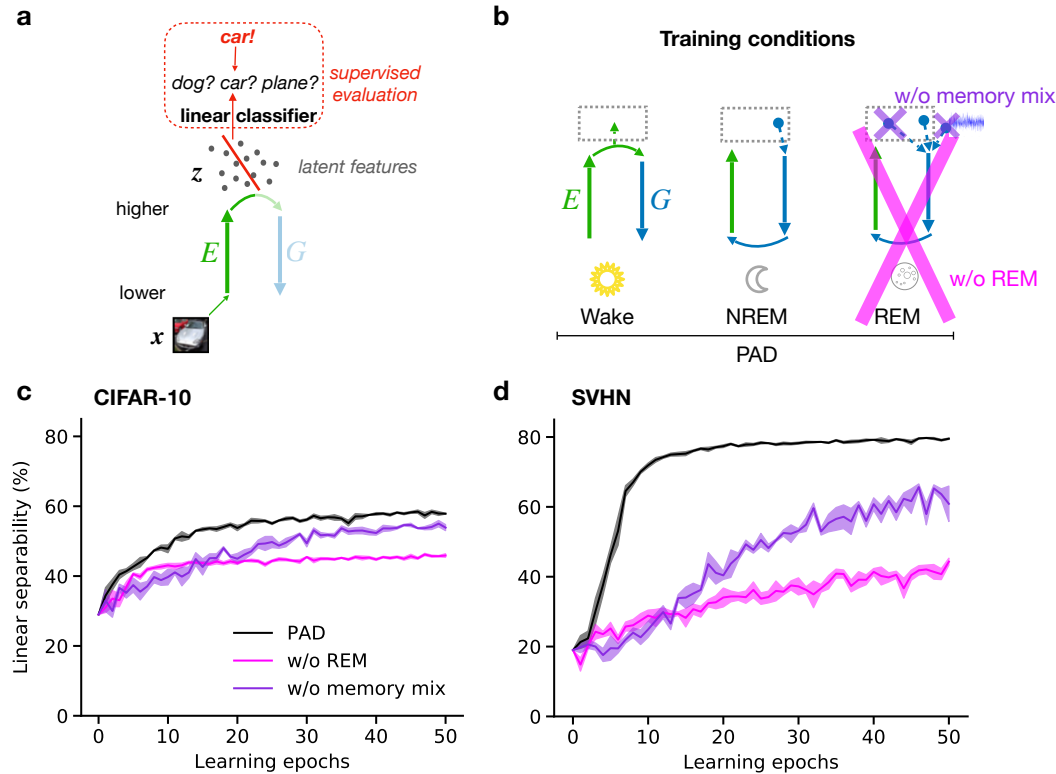 a
car!
dog? car? plane?
supervised
evaluation
linear classifier
z
latent features
higher
E
G
lower
x
b
Training conditions
w/o memory mix
E
G
w/o REM
Wake
NREM
REM
PAD
c
CIFAR-10
Linear separability (%)
80
60
40
20
0
0
10
20
30
40
50
Learning epochs
PAD
w/o REM
w/o memory mix
d
SVHN
80
60
40
20
0
0
10
20
30
40
50
Learning epochs